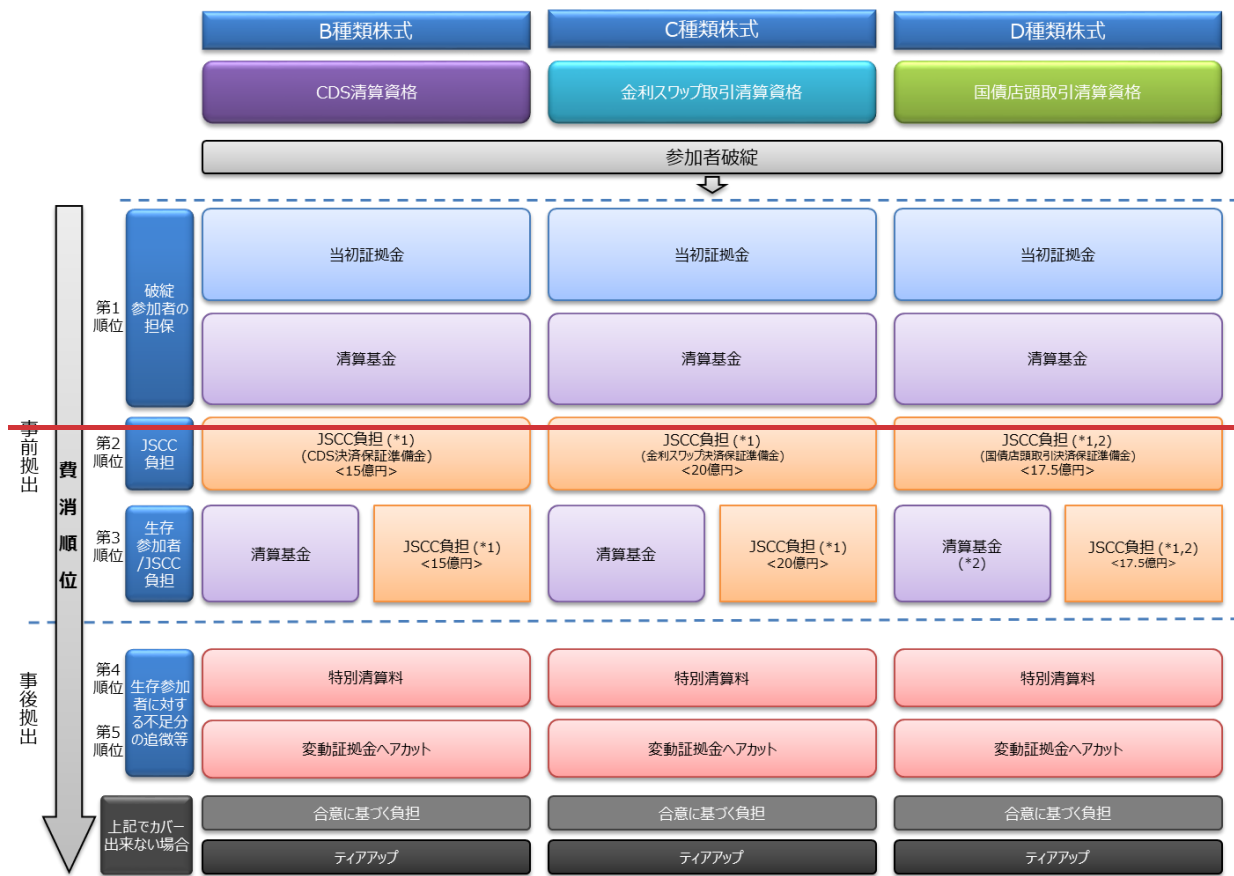 B種類株式
C種類株式
D種類株式
CDS清算資格
金利スワップ取引清算資格
国債店頭取引清算資格
参加者破綻
事前拠出
費消順位
第1
順位
破綻
参加者の
担保
当初証拠金
当初証拠金
当初証拠金
清算基金
清算基金
清算基金
第2
順位
JSCC
負担
JSCC負担 (*1)
(CDS決済保証準備金)
<15億円>
JSCC負担 (*1)
(金利スワップ決済保証準備金)
<20億円>
JSCC負担 (*1,2)
(国債店頭取引決済保証準備金)
<17.5億円>
第3
順位
生存
参加者
/JSCC
負担
清算基金
JSCC負担 (*1)
<15億円>
清算基金
JSCC負担 (*1)
<20億円>
清算基金
(*2)
JSCC負担 (*1,2)
<17.5億円>
事後拠出
第4
順位
第5
順位
生存参加
者に対す
る不足分
の追徴等
特別清算料
特別清算料
特別清算料
変動証拠金ヘアカット
変動証拠金ヘアカット
変動証拠金ヘアカット
上記でカバー
出来ない場合
合意に基づく負担
合意に基づく負担
合意に基づく負担
ティアアップ
ティアアップ
ティアアップ